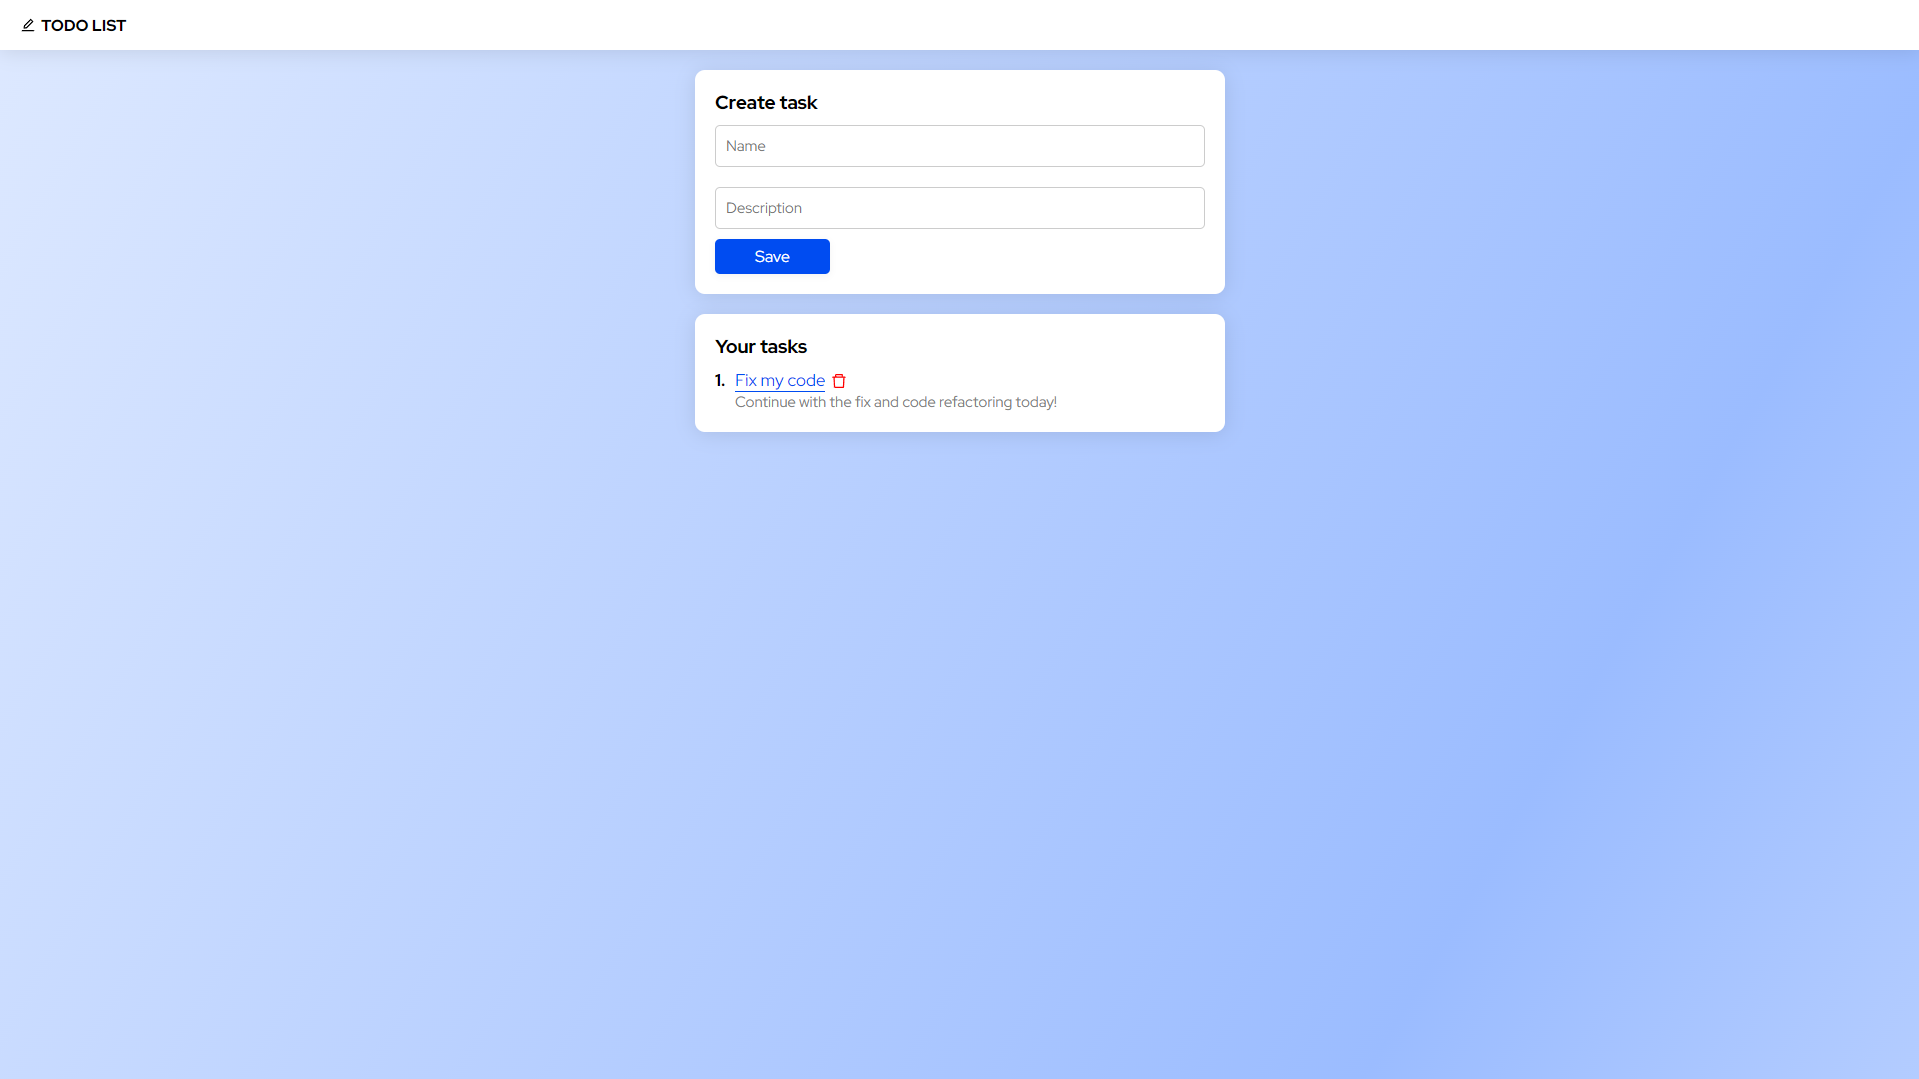 TODO LIST
Create task
Name
Description
Save
Your tasks
1. Fix my code
Continue with the fix and code refactoring today!